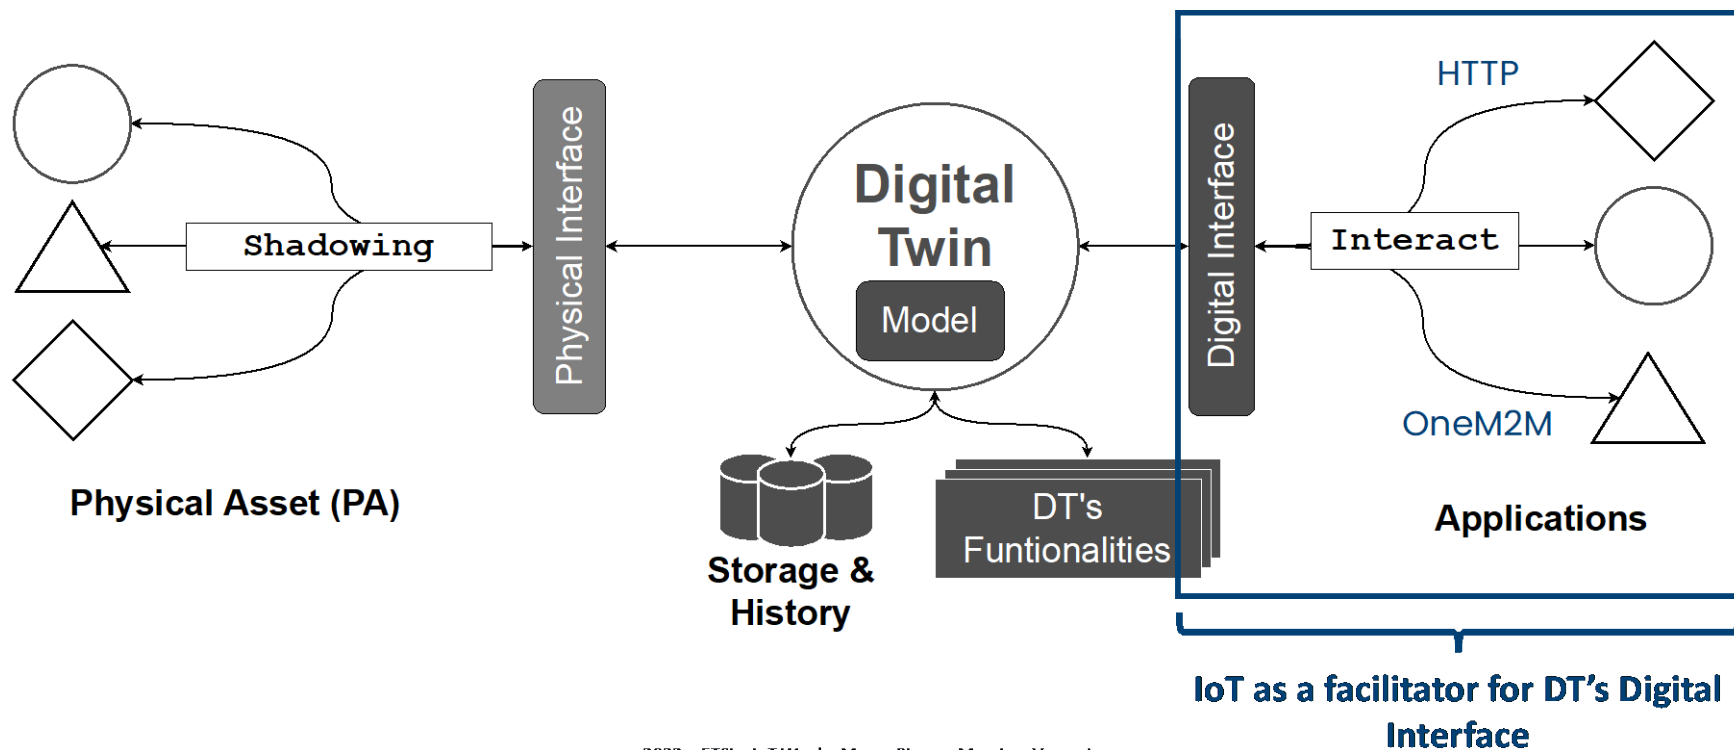 HTTP
Physical Interface
Digital
Twin
Model
Digital Interface
Shadowing
Interact
OneM2M
Physical Asset (PA)
Storage &
History
DT's
Funtionalities
Applications
IoT as a facilitator for DT’s Digital
Interface